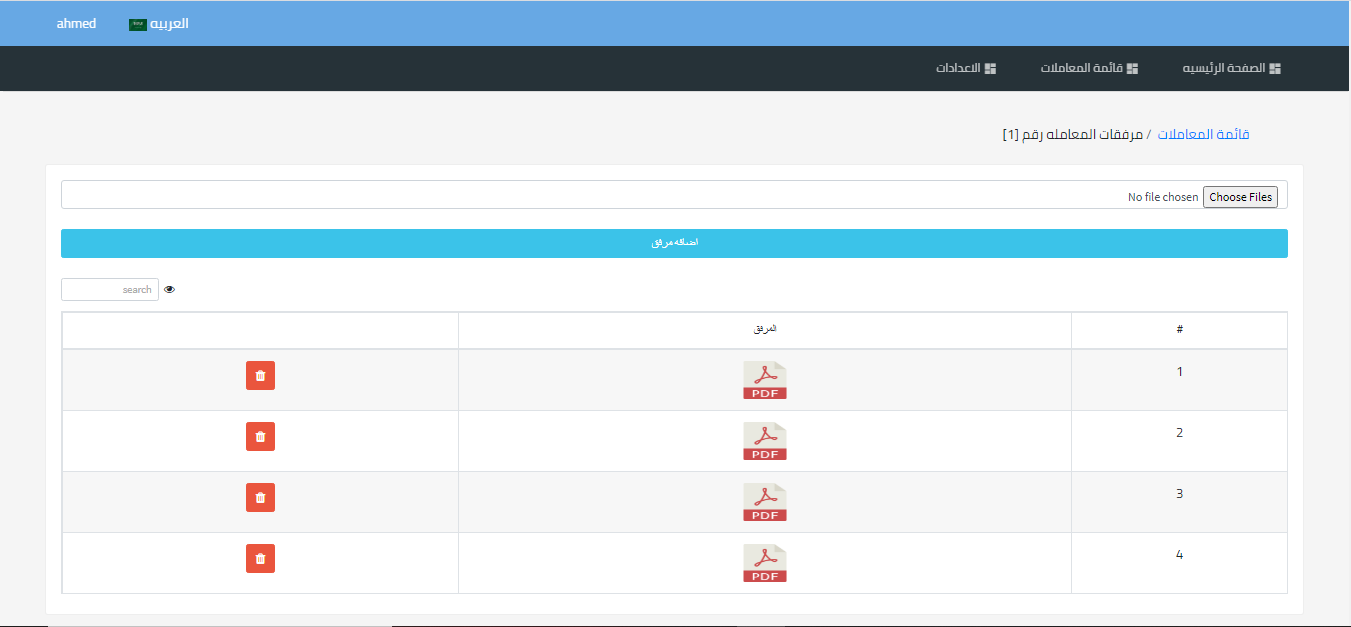 العربيه ahmed
الصفحة الرئيسيه قائمة المعاملات الاعدادات
قائمة المعاملات / مرفقات المعامله رقم [1]
Choose Files No file chosen
اضافه مرفق
search
# المرفق
1 PDF
2 PDF
3 PDF
4 PDF